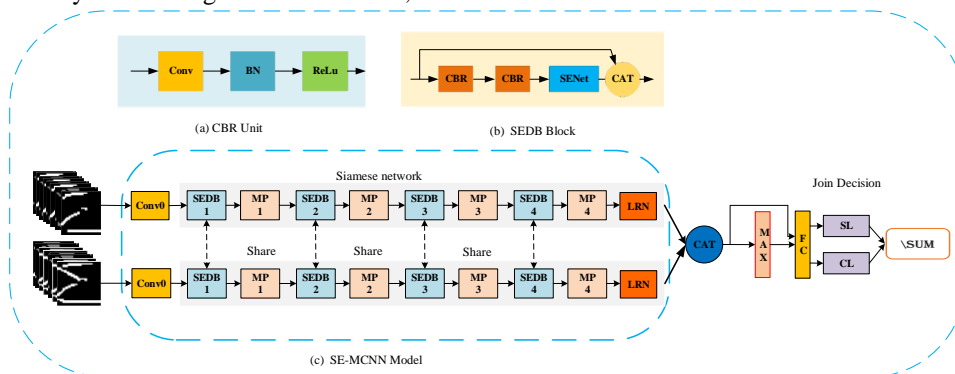 Conv BN ReLu
CBR CBR SENet CAT
(a) CBR Unit
(b) SEDB Block
Siamese network
Join Decision
Conv0 SEDB 1 MP 1 SEDB 2 MP 2 SEDB 3 MP 3 SEDB 4 MP 4 LRN
Share Share Share
CAT MAX FC SL CL \SUM
Conv0 SEDB 1 MP 1 SEDB 2 MP 2 SEDB 3 MP 3 SEDB 4 MP 4 LRN
(c) SE-MCNN Model